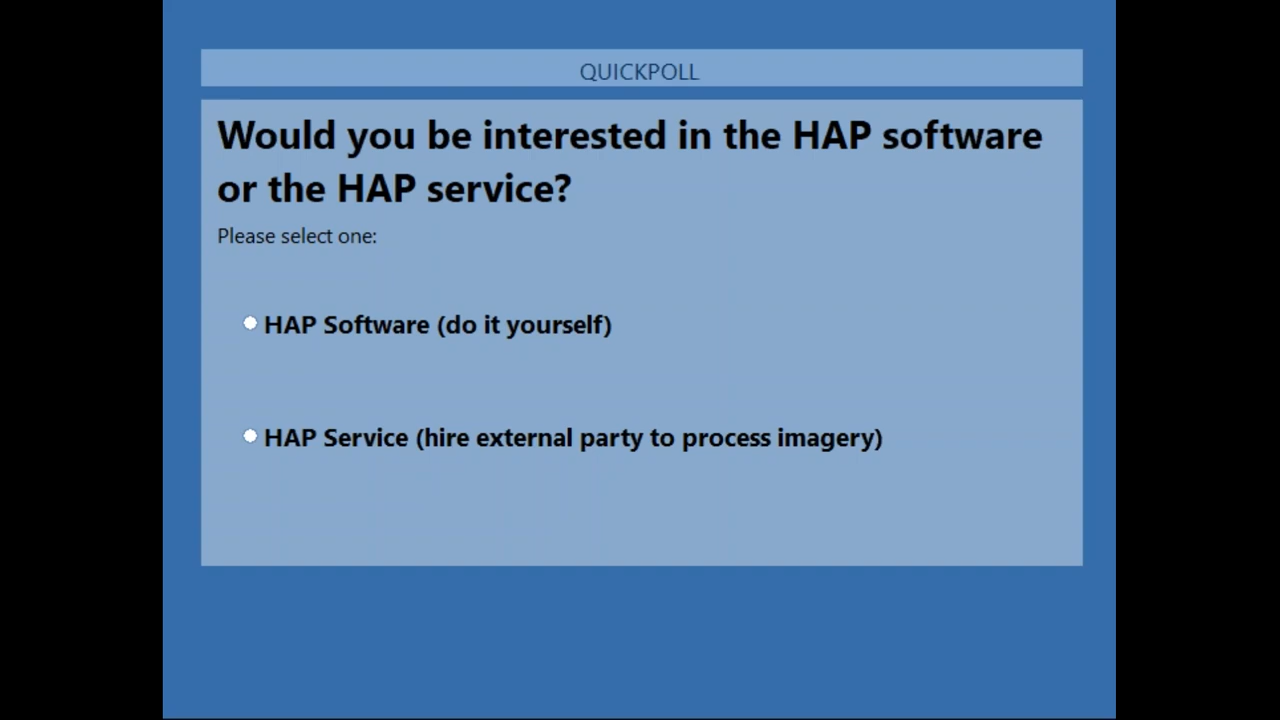 QUICKPOLL
Would you be interested in the HAP software
or the HAP service?
Please select one:
HAP Software (do it yourself)
HAP Service (hire external party to process imagery)